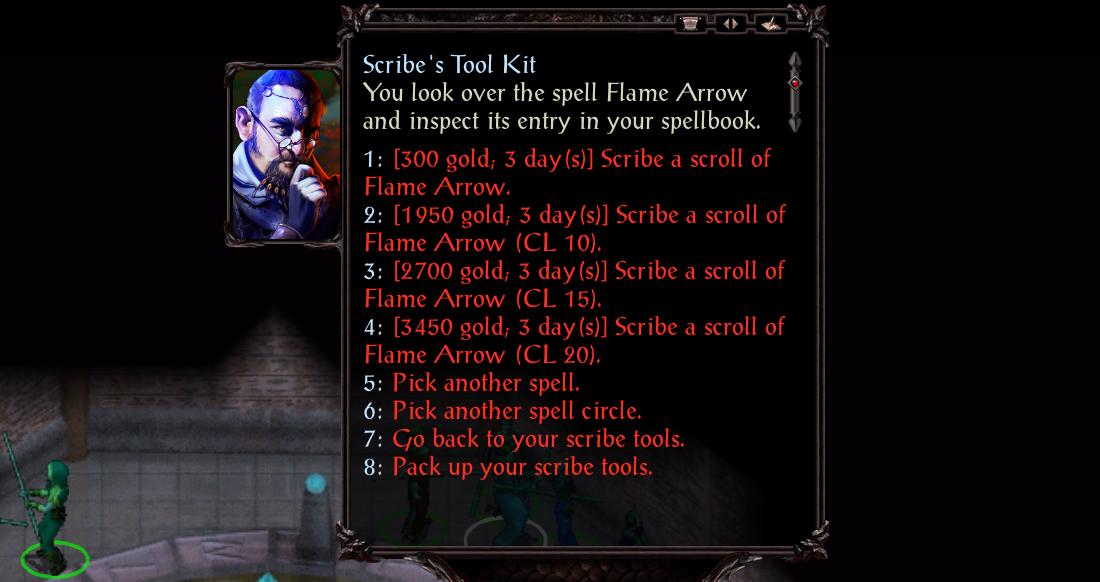 Scribe's Tool Kit
You look over the spell Flame Arrow
and inspect its entry in your spellbook.
1: [300 gold; 3 day(s)] Scribe a scroll of
Flame Arrow.
2: [1950 gold; 3 day(s)] Scribe a scroll of
Flame Arrow (CL 10).
3: [2700 gold; 3 day(s)] Scribe a scroll of
Flame Arrow (CL 15).
4: [3450 gold; 3 day(s)] Scribe a scroll of
Flame Arrow (CL 20).
5: Pick another spell.
6: Pick another spell circle.
7: Go back to your scribe tools.
8: Pack up your scribe tools.